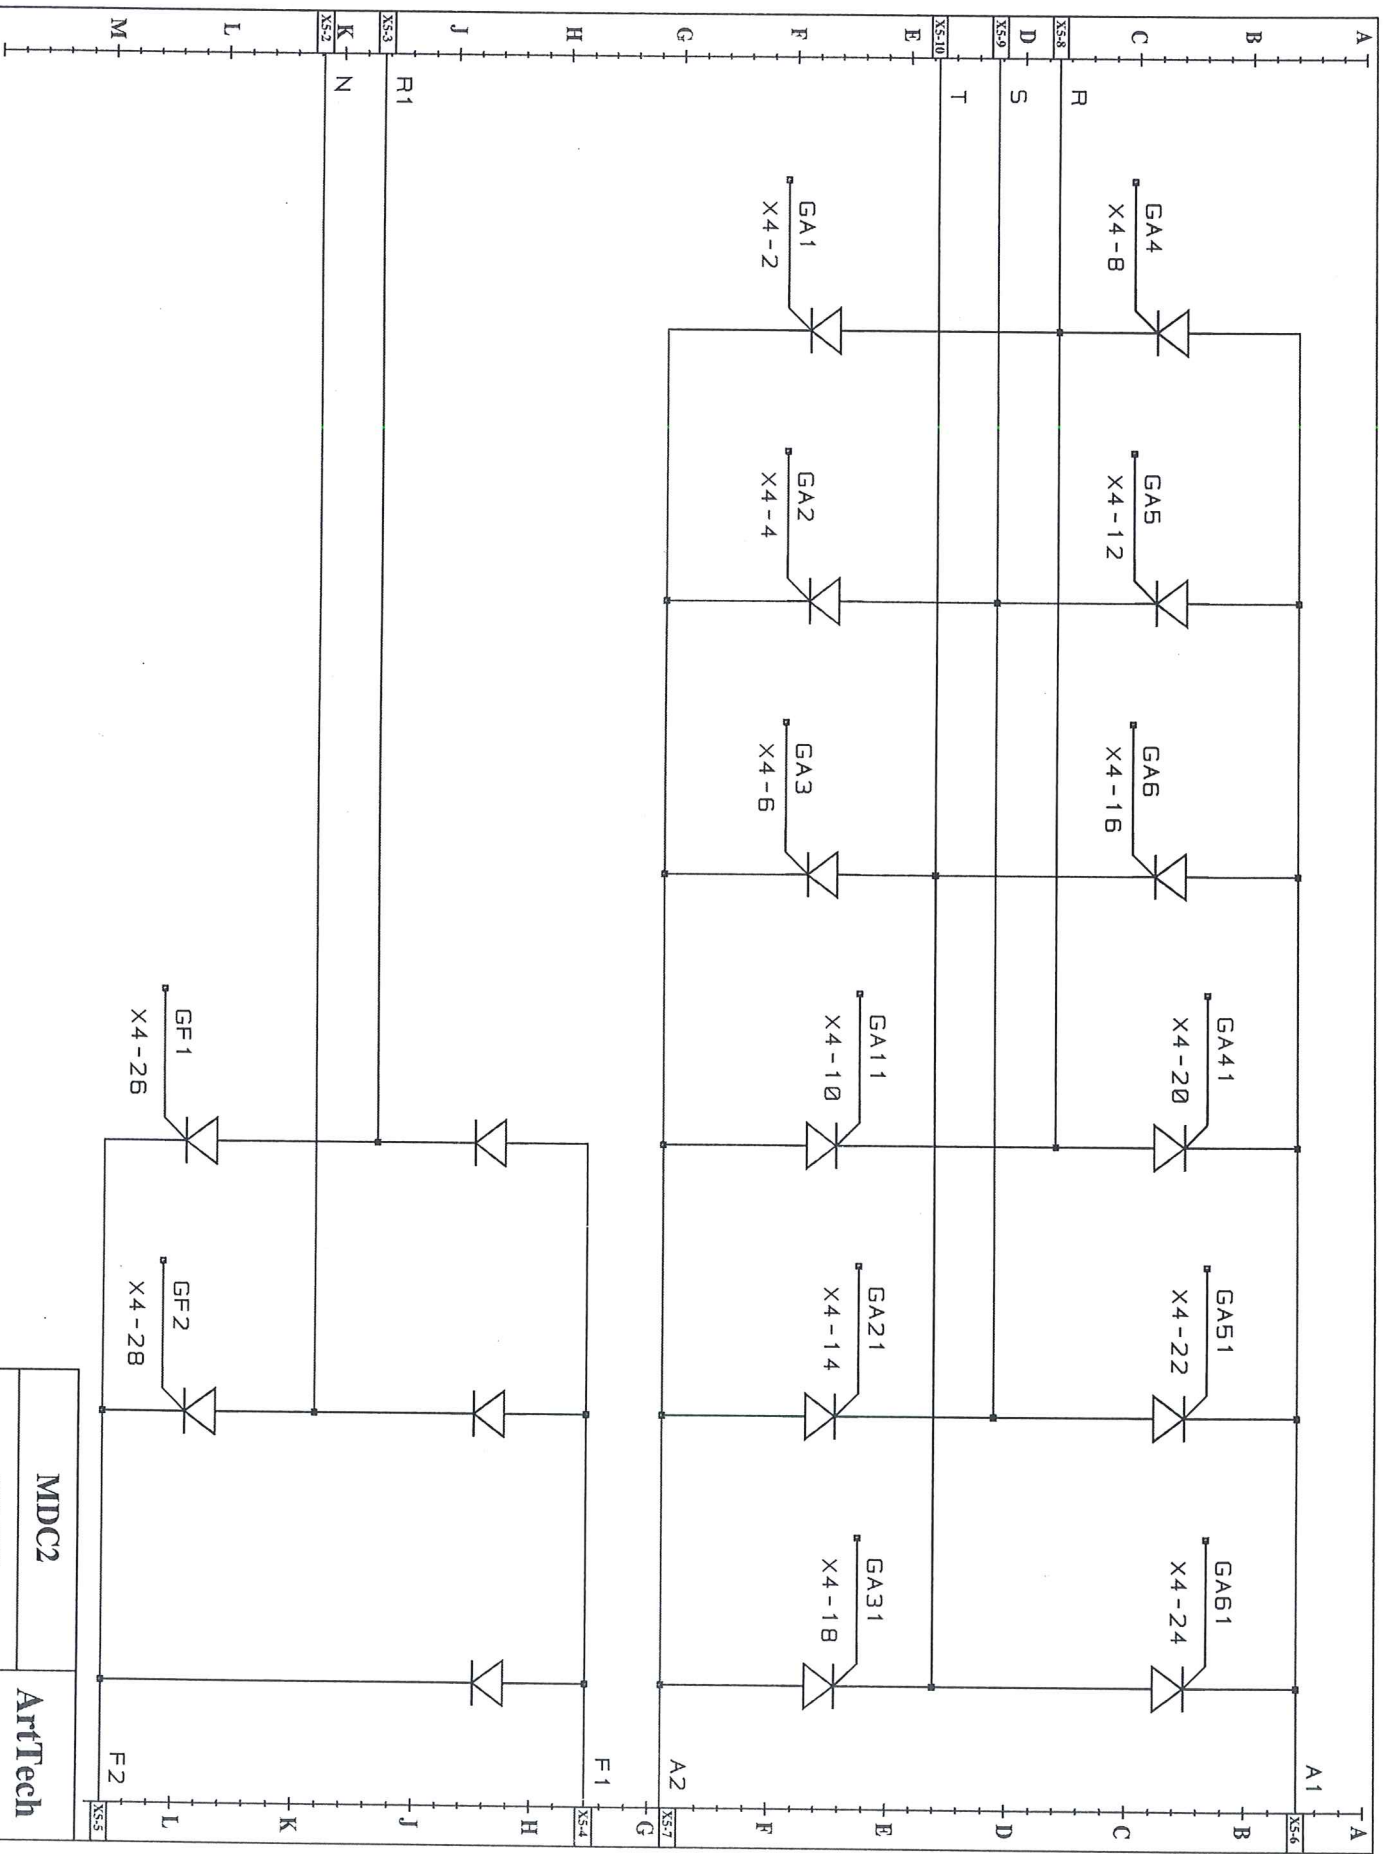 A
B
C
X5-8
D
X5-9
X5-10
E
F
G
H
J
X5-3
K
X5-2
L
M
R
S
T
R1
N
GA4
X4-8
GA5
X4-12
GA6
X4-16
GA41
X4-20
GA51
X4-22
GA61
X4-24
GA1
X4-2
GA2
X4-4
GA3
X4-6
GA11
X4-10
GA21
X4-14
GA31
X4-18
GF1
X4-26
GF2
X4-28
A1
A2
F1
F2
A
X5-6
B
C
D
E
F
X5-7
G
X5-4
H
J
K
L
X5-5
MDC2
ArtTech